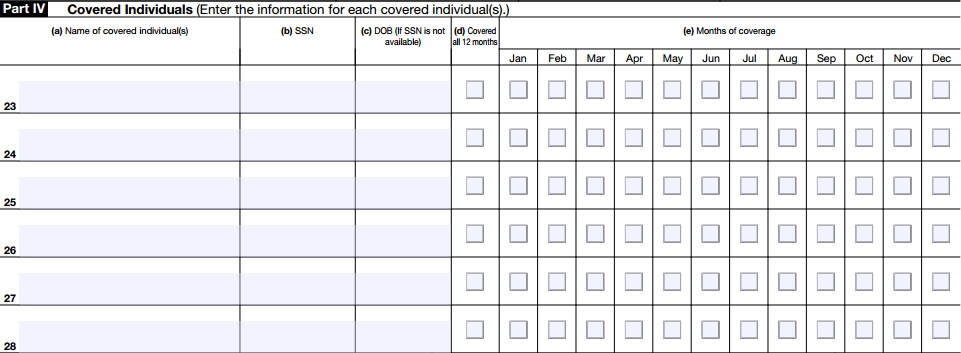 Part IV Covered Individuals (Enter the information for each covered individual(s).)
(a) Name of covered individual(s)
(b) SSN
(c) DOB (If SSN is not
available)
(d) Covered
all 12 months
(e) Months of coverage
Jan Feb Mar Apr May Jun Jul Aug Sep Oct Nov Dec
23
24
25
26
27
28